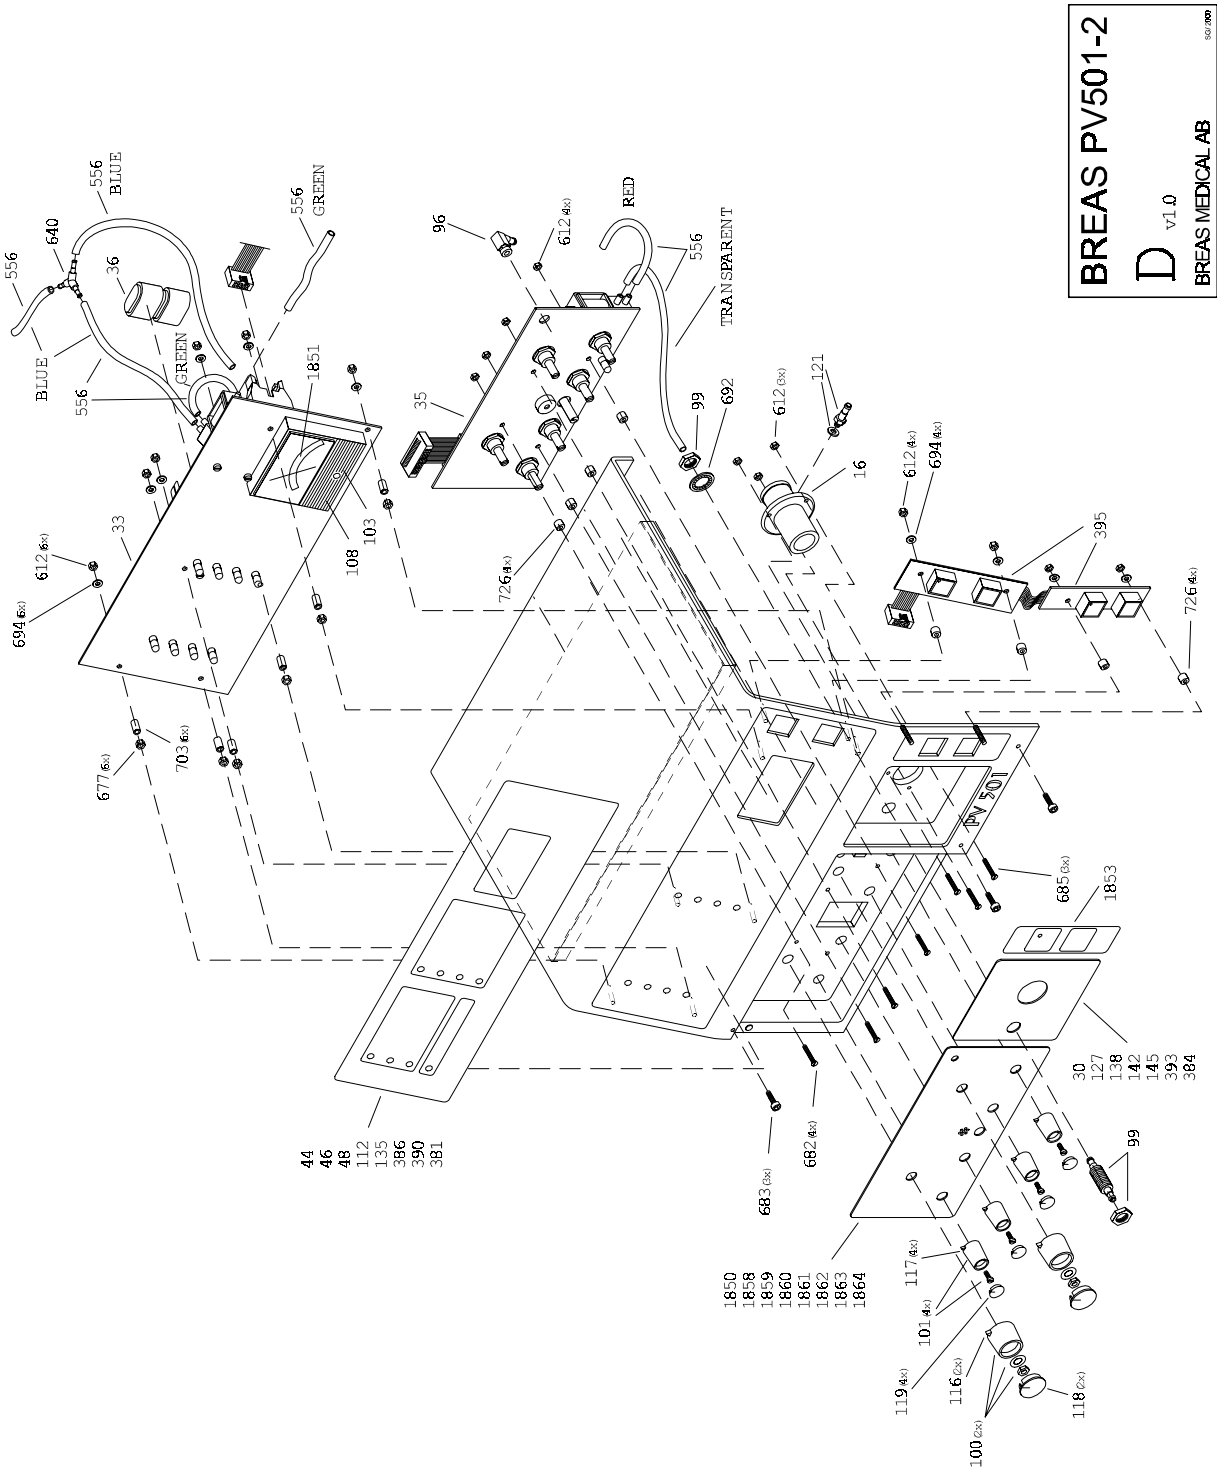 BREAS PV501-2
D v1.0
BREAS MEDICAL AB
SG/2000
556
BLUE
640
556
BLUE
36
556
GREEN
BLUE
556
GREEN
1851
33
612 (6x)
694 (6x)
103
108
703 (6x)
677 (6x)
96
612 (4x)
RED
556
TRANSPARENT
35
99
692
612 (3x)
121
16
726 (4x)
612 (4x)
694 (4x)
395
726 (4x)
PV 501
685 (3x)
1853
44
46
48
112
135
386
390
381
683 (3x)
682 (4x)
30
127
138
142
145
393
384
99
1850
1858
1859
1860
1861
1862
1863
1864
117 (4x)
101 (4x)
119 (4x)
116 (2x)
100 (2x)
118 (2x)